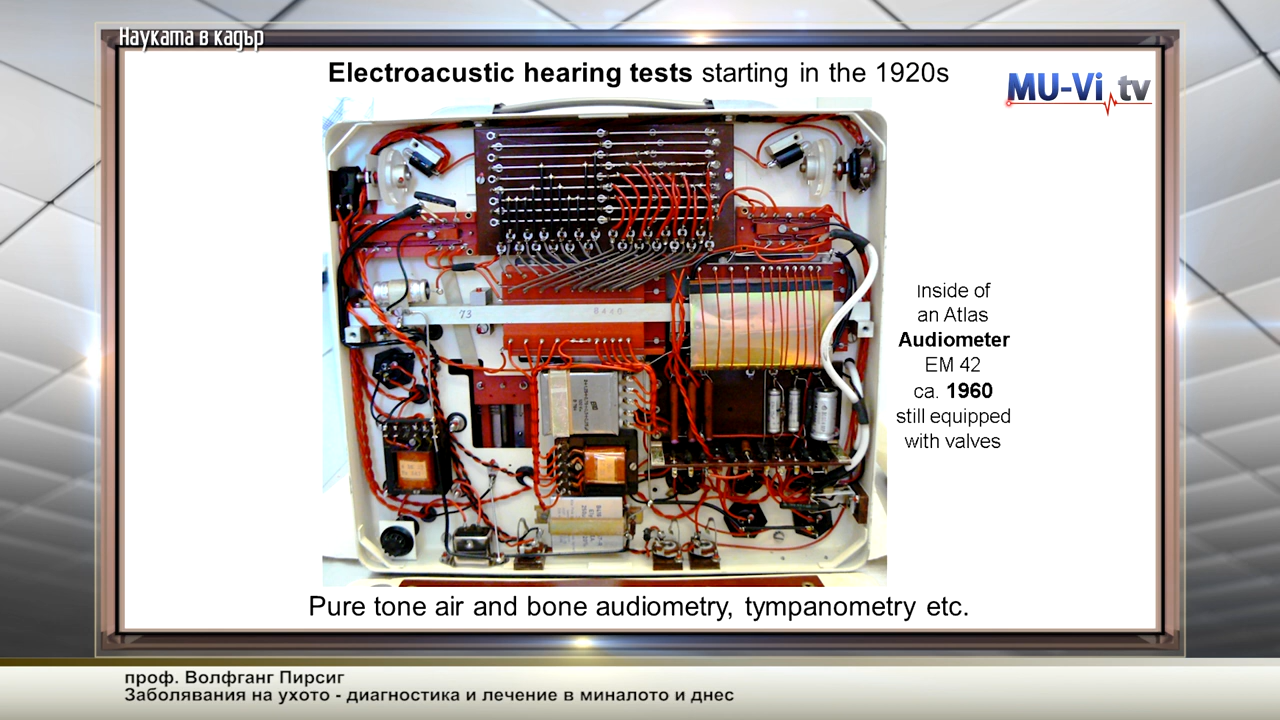 Науката в кадър
Electroacustic hearing tests starting in the 1920s
MU-Vi.tv
73
Inside of
an Atlas
Audiometer
EM 42
ca. 1960
still equipped
with valves
Pure tone air and bone audiometry, tympanometry etc.
проф. Волфганг Пирсиг
Заболявания на ухото - диагностика и лечение в миналото и днес